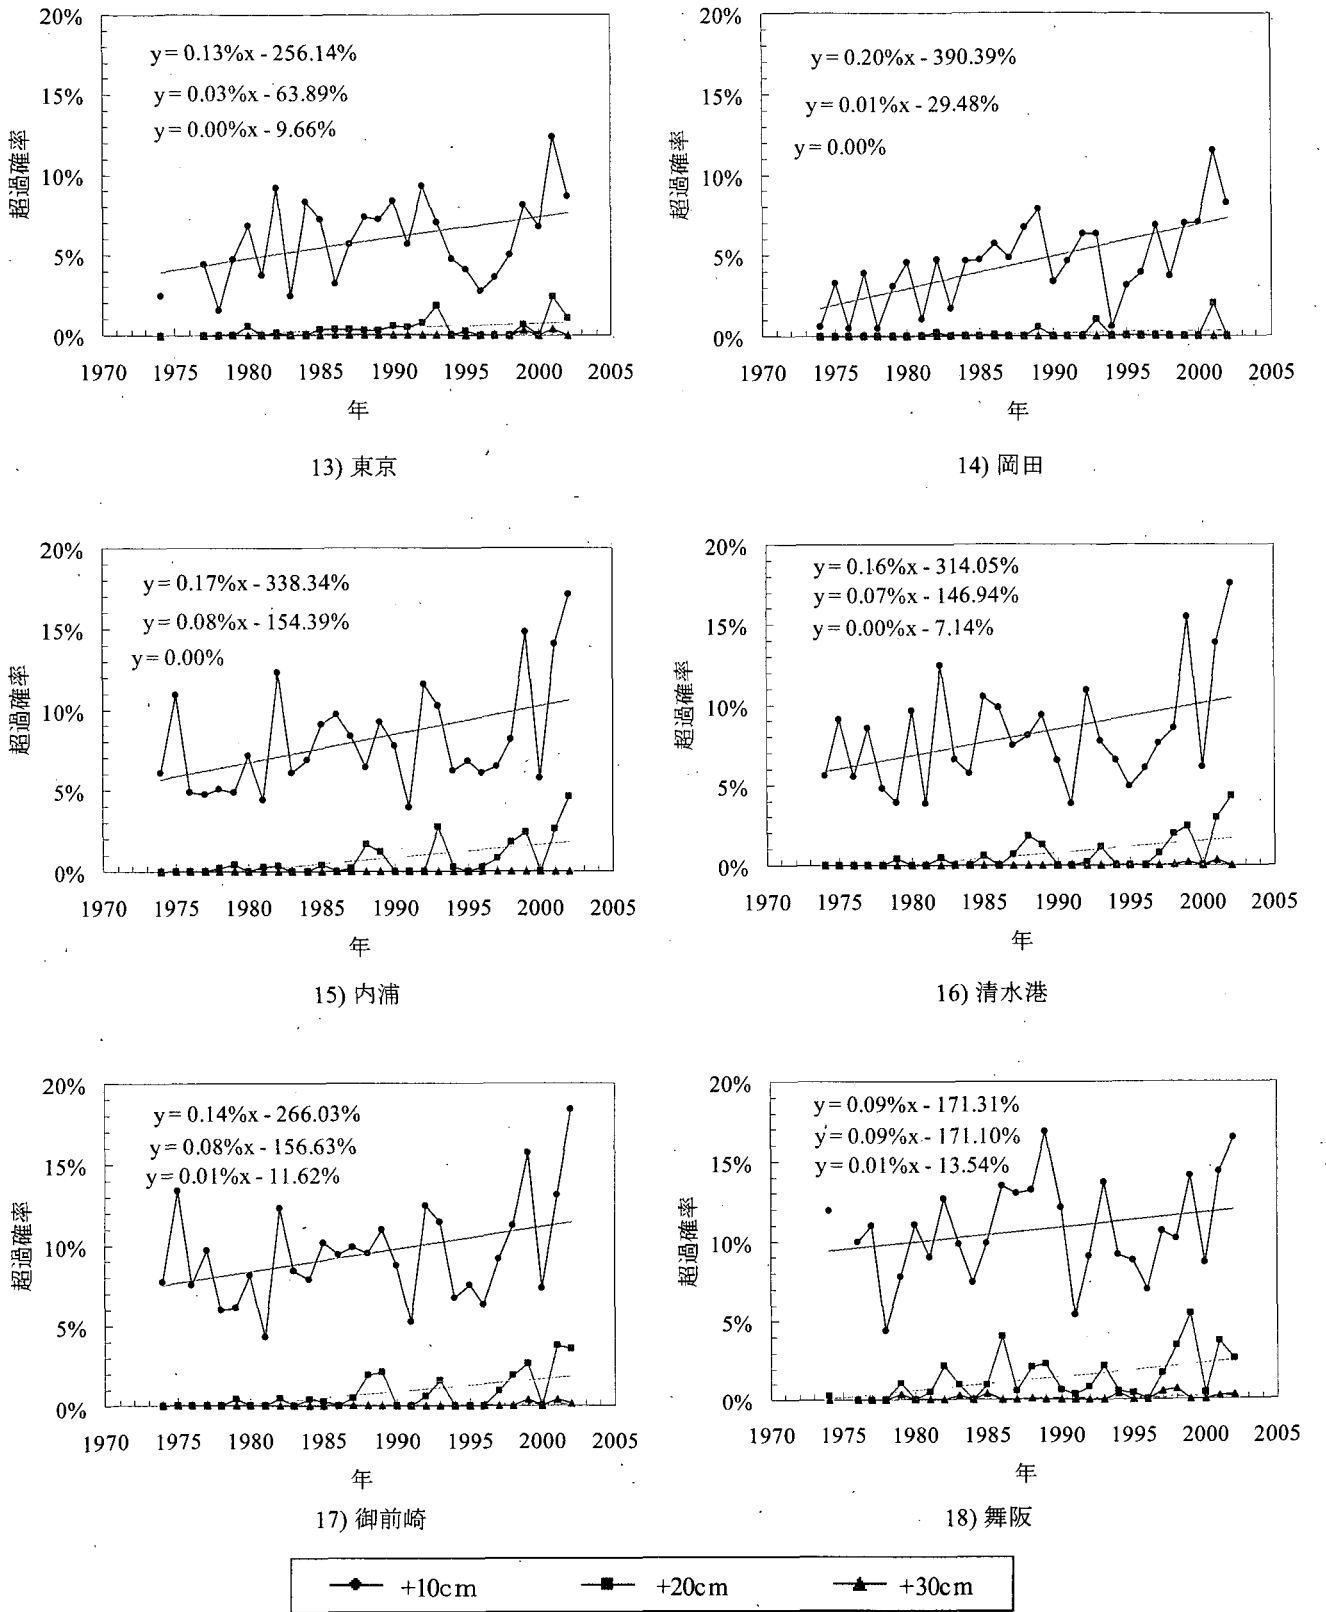 20%
15%
10%
5%
0%
超過確率
y = 0.13%x - 256.14%
y = 0.03%x - 63.89%
y = 0.00%x - 9.66%
1970 1975 1980 1985 1990 1995 2000 2005
年
13) 東京
20%
15%
10%
5%
0%
超過確率
y = 0.20%x - 390.39%
y = 0.01%x - 29.48%
y = 0.00%
1970 1975 1980 1985 1990 1995 2000 2005
年
14) 岡田
20%
15%
10%
5%
0%
超過確率
y = 0.17%x - 338.34%
y = 0.08%x - 154.39%
y = 0.00%
1970 1975 1980 1985 1990 1995 2000 2005
年
15) 内浦
20%
15%
10%
5%
0%
超過確率
y = 0.16%x - 314.05%
y = 0.07%x - 146.94%
y = 0.00%x - 7.14%
1970 1975 1980 1985 1990 1995 2000 2005
年
16) 清水港
20%
15%
10%
5%
0%
超過確率
y = 0.14%x - 266.03%
y = 0.08%x - 156.63%
y = 0.01%x - 11.62%
1970 1975 1980 1985 1990 1995 2000 2005
年
17) 御前崎
20%
15%
10%
5%
0%
超過確率
y = 0.09%x - 171.31%
y = 0.09%x - 171.10%
y = 0.01%x - 13.54%
1970 1975 1980 1985 1990 1995 2000 2005
年
18) 舞阪
+10cm +20cm +30cm